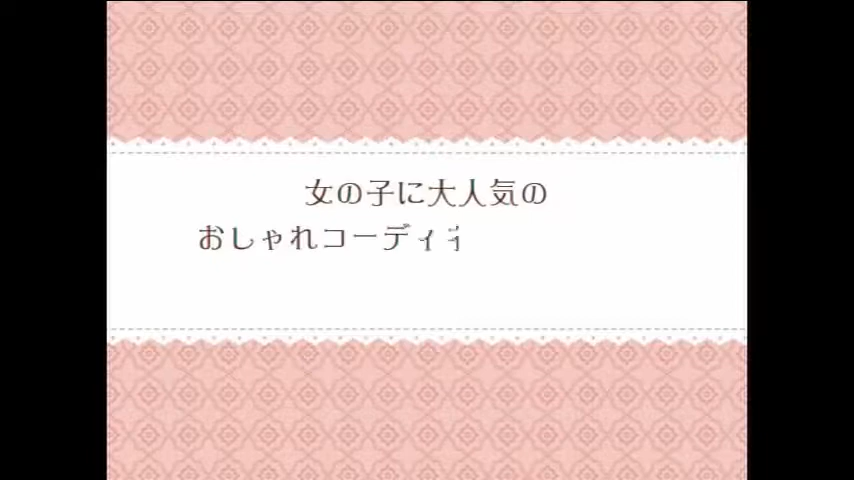 女の子に大人気の
おしゃれコーディ